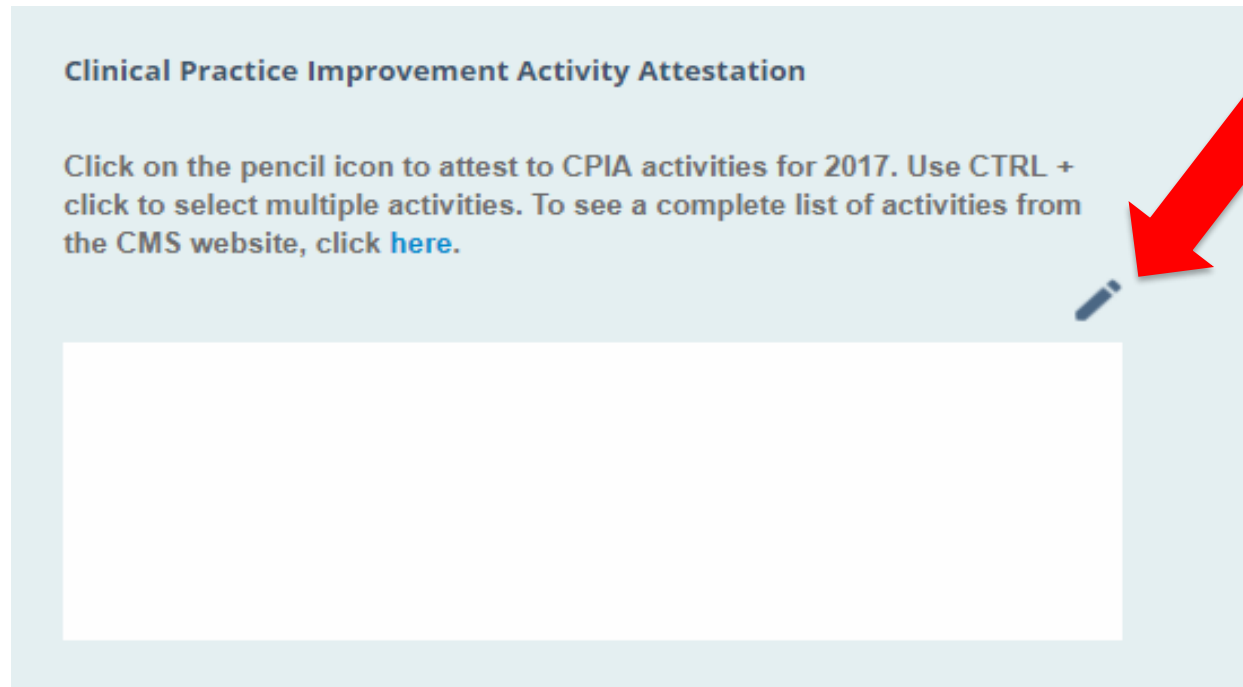 Clinical Practice Improvement Activity Attestation
Click on the pencil icon to attest to CPIA activities for 2017. Use CTRL +
click to select multiple activities. To see a complete list of activities from
the CMS website, click here.